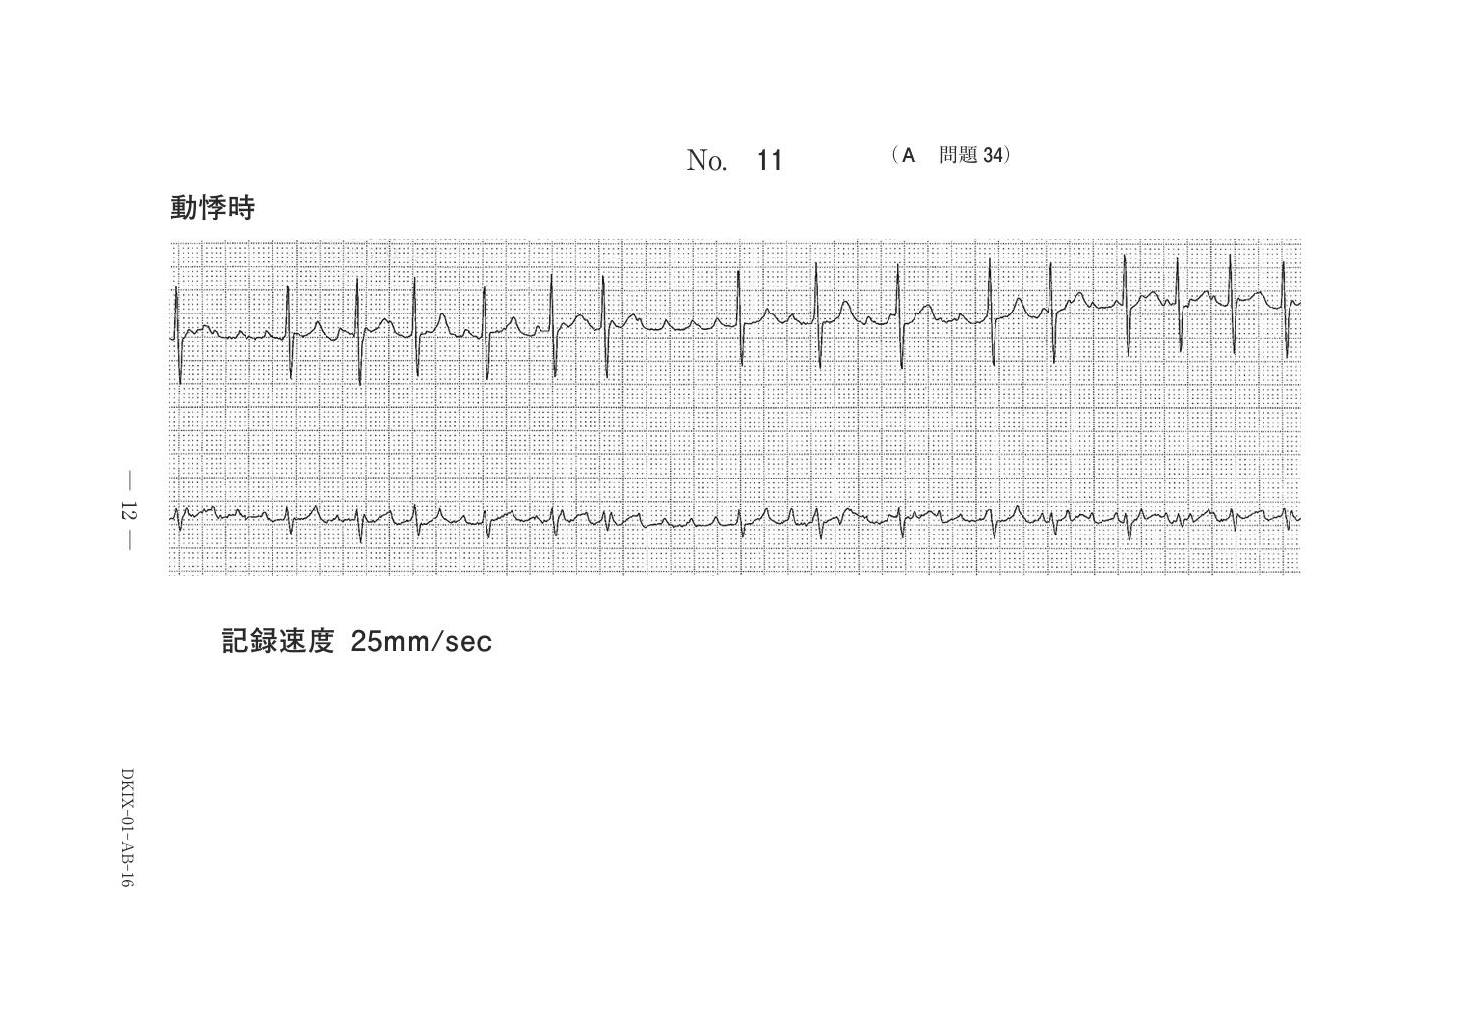 No. 11 （A 問題 34）
動悸時
記録速度 25mm/sec
— 12 —
DKIX-01-AB-16